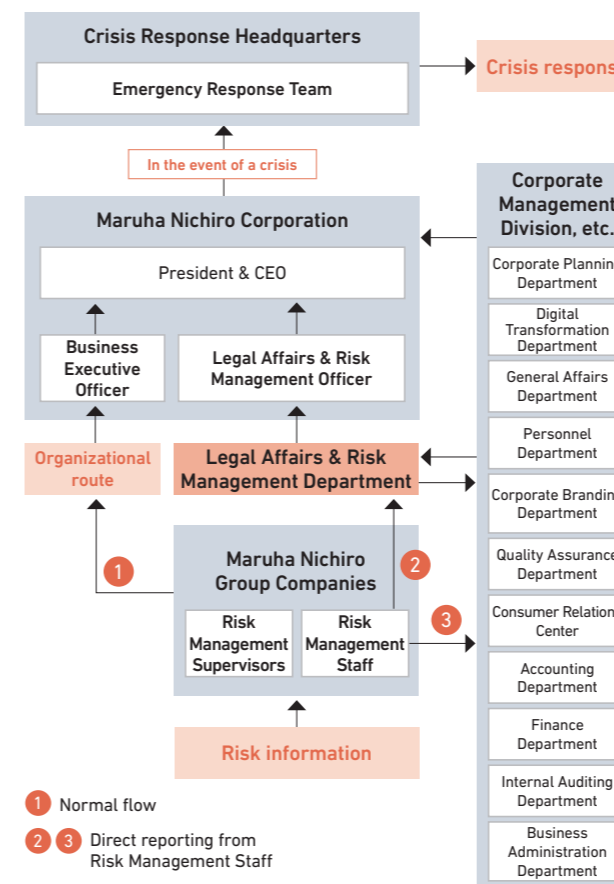 Crisis Response Headquarters
Emergency Response Team
Crisis respons
In the event of a crisis
Maruha Nichiro Corporation
President & CEO
Business
Executive
Officer
Legal Affairs & Risk
Management Officer
Organizational
route
Legal Affairs & Risk
Management Department
1
2
3
Maruha Nichiro
Group Companies
Risk
Management
Supervisors
Risk
Management
Staff
Risk information
1 Normal flow
2 3 Direct reporting from
Risk Management Staff
Corporate
Management
Division, etc.
Corporate Plannin
Department
Digital
Transformation
Department
General Affairs
Department
Personnel
Department
Corporate Brandin
Department
Quality Assurance
Department
Consumer Relation
Center
Accounting
Department
Finance
Department
Internal Auditing
Department
Business
Administration
Department